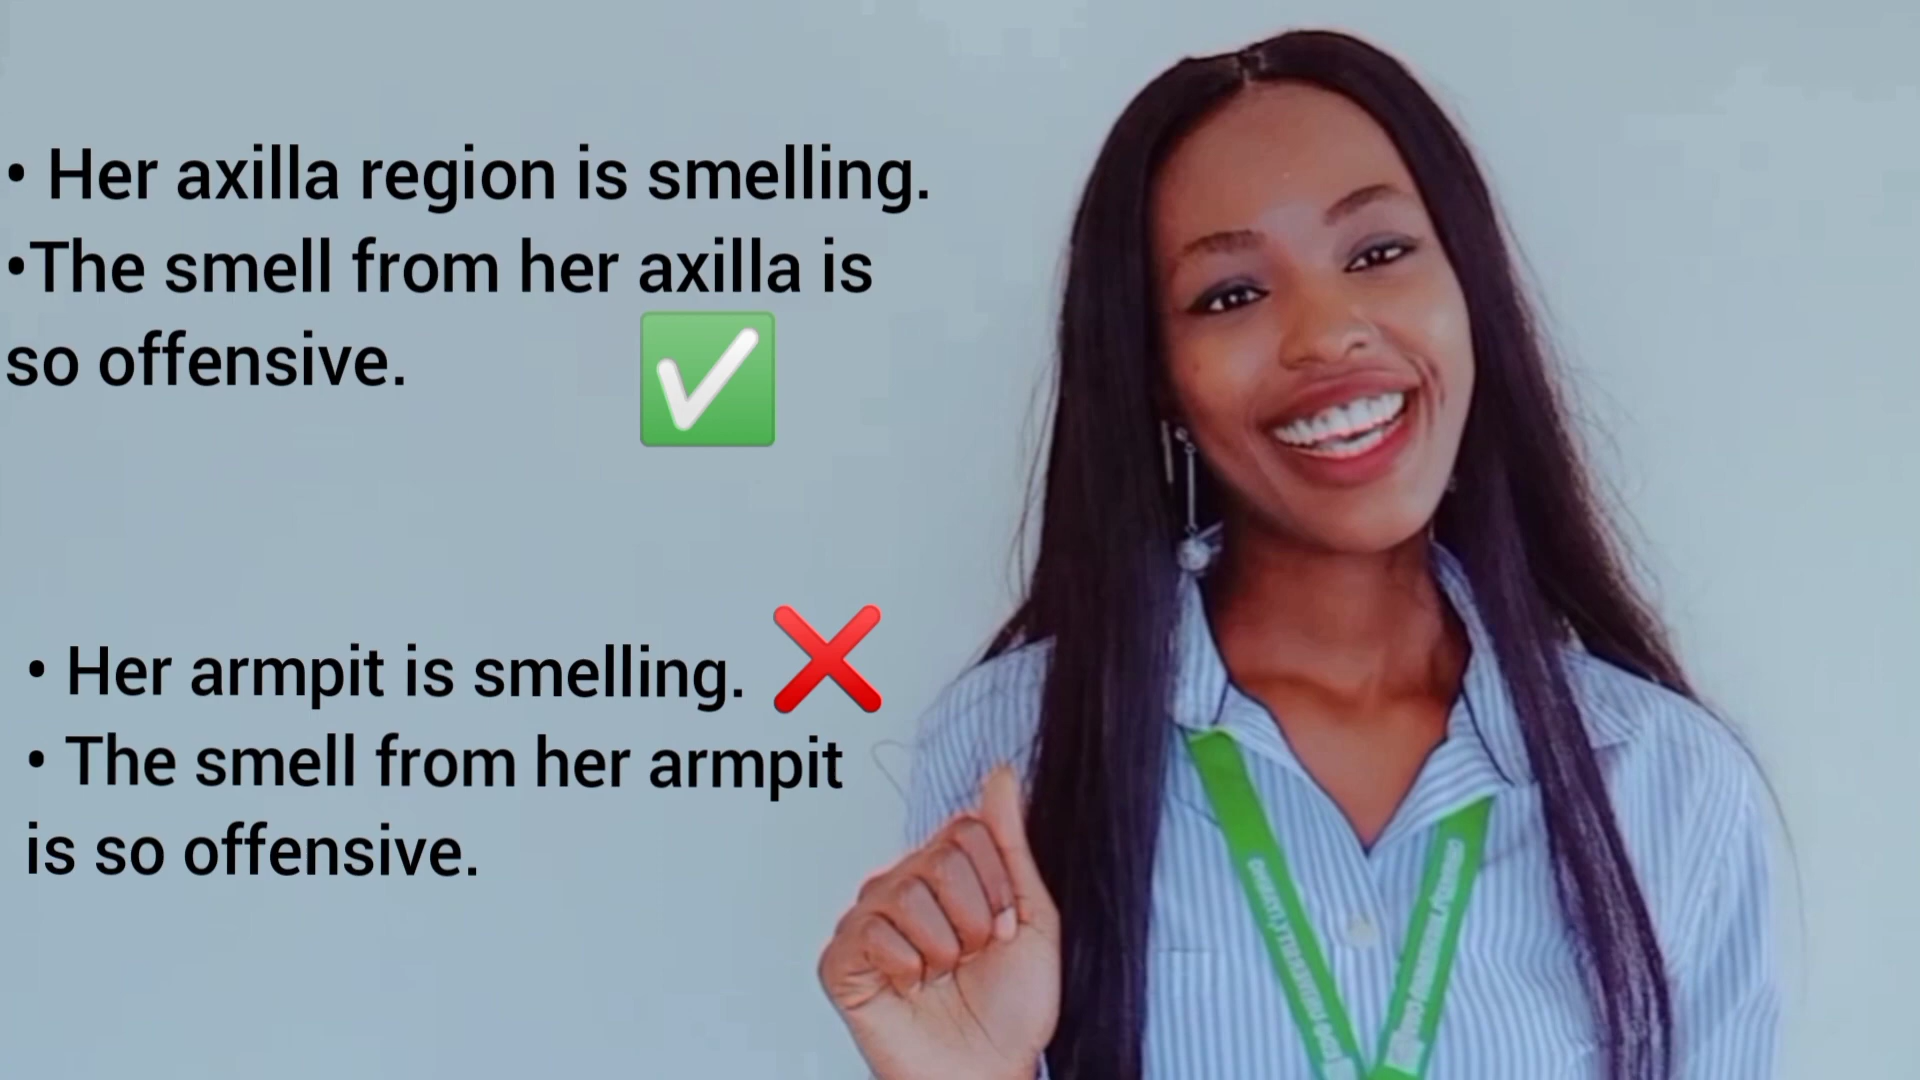 • Her axilla region is smelling.
•The smell from her axilla is
so offensive.
• Her armpit is smelling.
• The smell from her armpit
is so offensive.